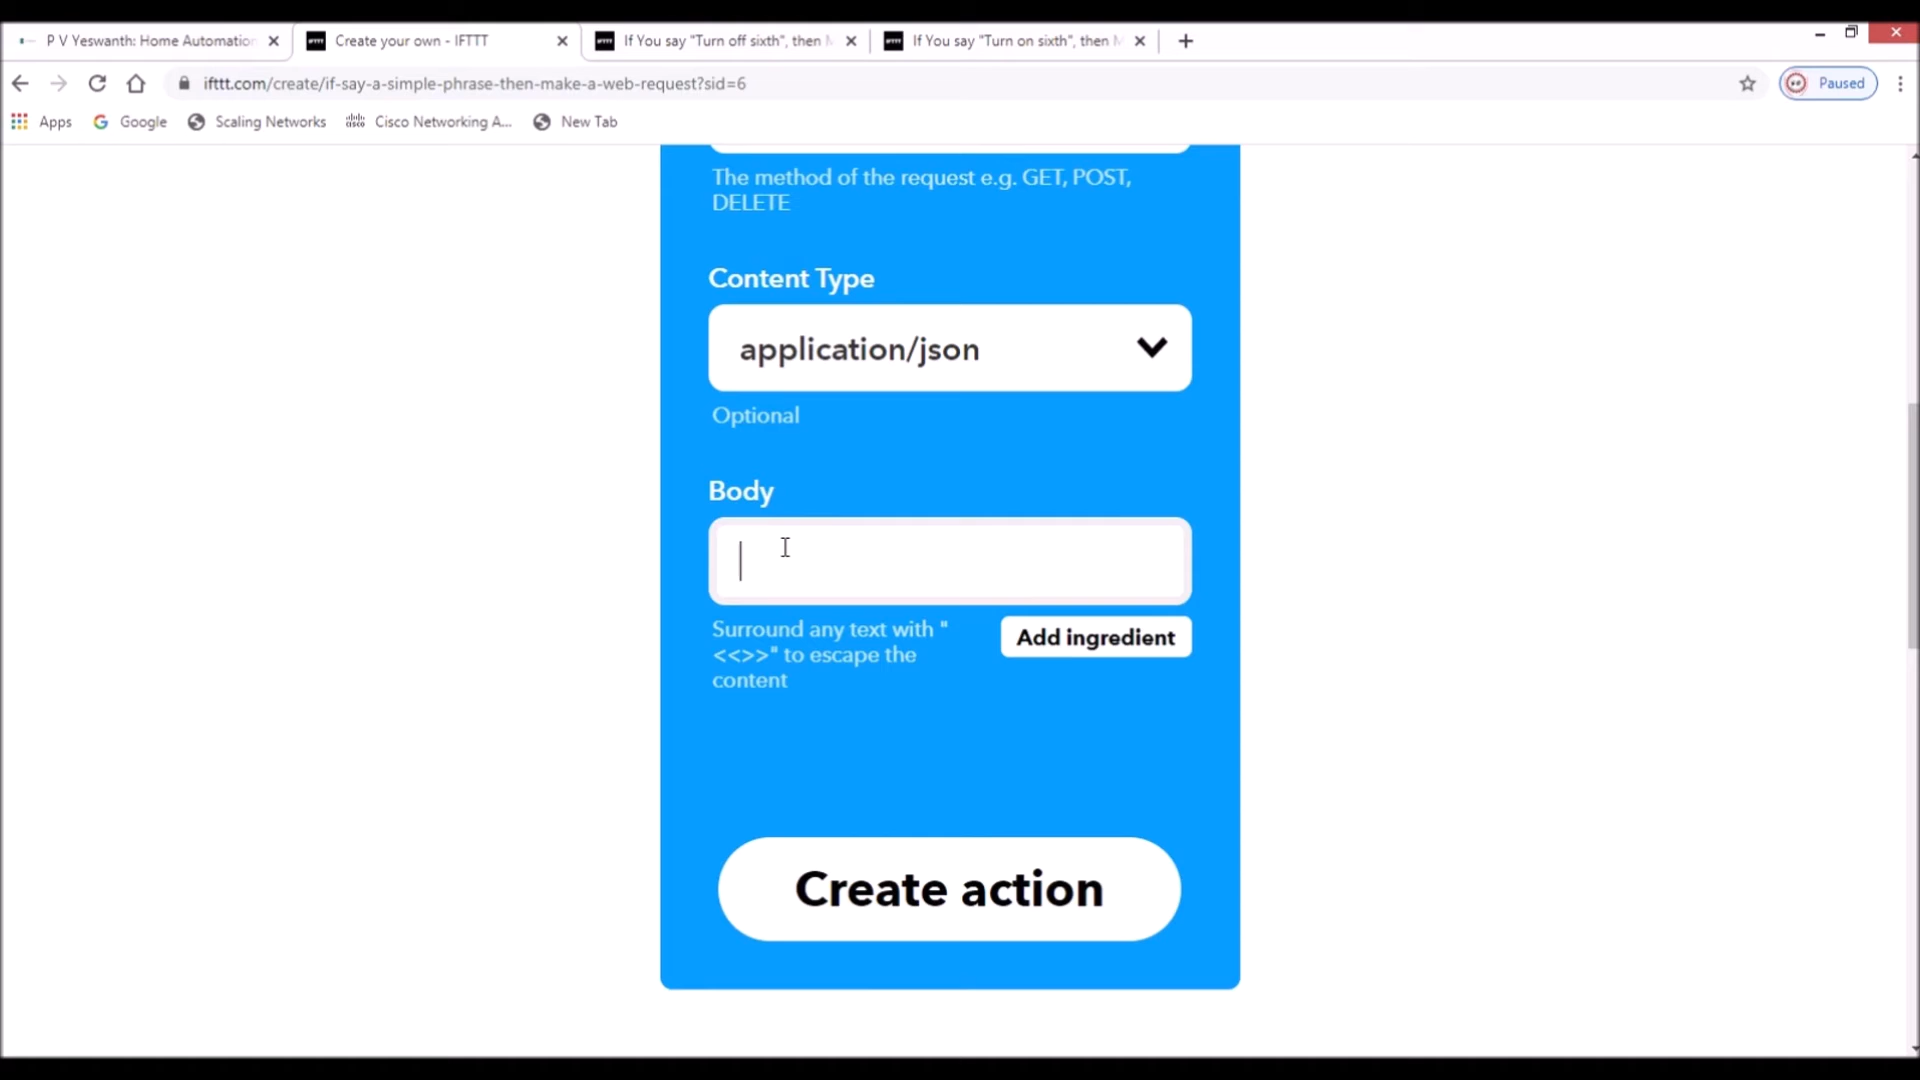 P V Yeswanth: Home Automation
Create your own - IFTTT
If You say "Turn off sixth", then M
If You say "Turn on sixth", then M
ifttt.com/create/if-say-a-simple-phrase-then-make-a-web-request?sid=6
Paused
Apps
Google
Scaling Networks
Cisco Networking A...
New Tab
The method of the request e.g. GET, POST,
DELETE
Content Type
application/json
Optional
Body
Surround any text with "
<<>>" to escape the
content
Add ingredient
Create action